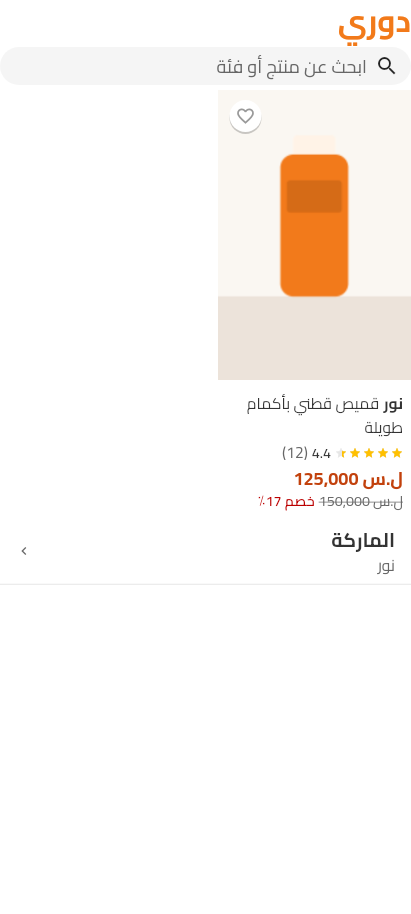 دوري
ابحث عن منتج أو فئة
نور قميص قطني بأكمام
طويلة
4.4 (12)
125,000 ل.س
150,000 ل.س خصم 17٪
الماركة
نور